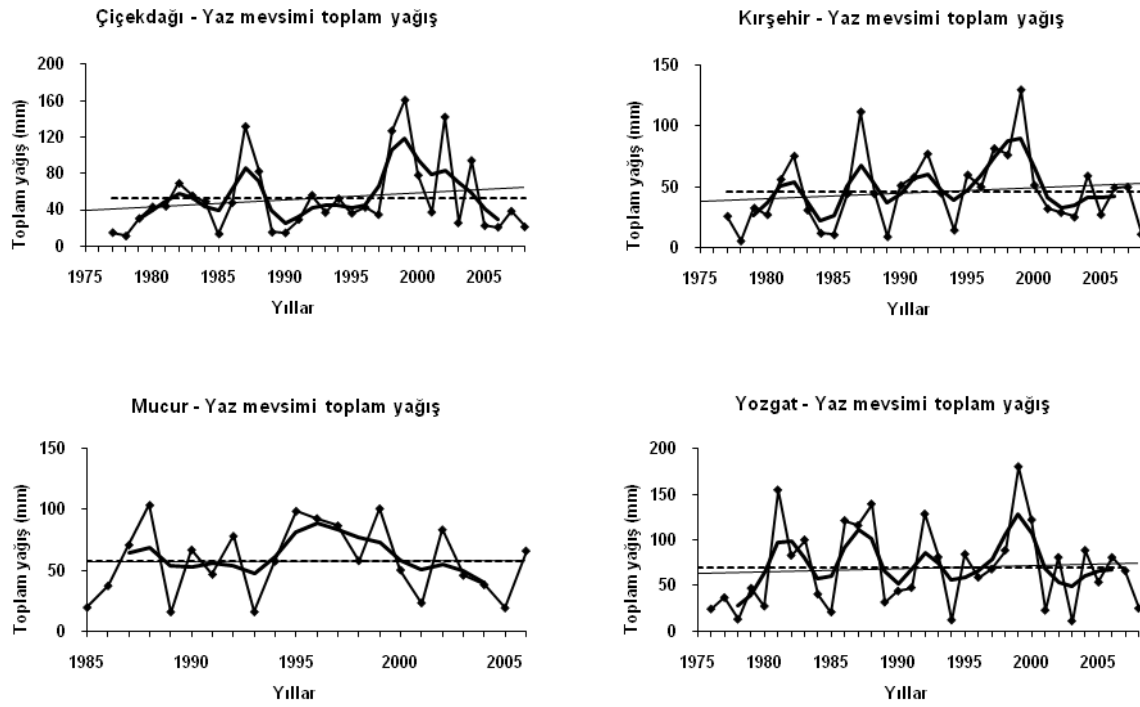 Çiçekdağı - Yaz mevsimi toplam yağış
Toplam yağış (mm)
200
160
120
80
40
0
1975 1980 1985 1990 1995 2000 2005
Yıllar
Kırşehir - Yaz mevsimi toplam yağış
Toplam yağış (mm)
150
100
50
0
1975 1980 1985 1990 1995 2000 2005
Yıllar
Mucur - Yaz mevsimi toplam yağış
Toplam yağış (mm)
150
100
50
0
1985 1990 1995 2000 2005
Yıllar
Yozgat - Yaz mevsimi toplam yağış
Toplam yağış (mm)
200
150
100
50
0
1975 1980 1985 1990 1995 2000 2005
Yıllar